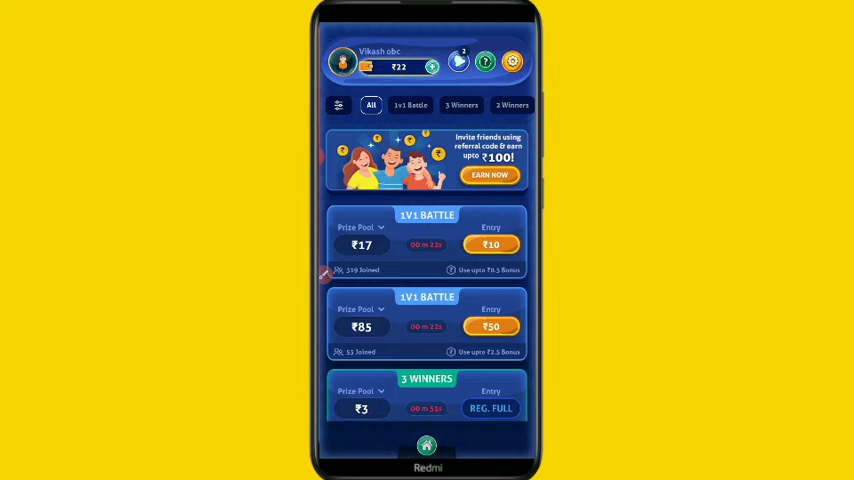 Vikash obc
2
₹22
?
All
1v1 Battle
3 Winners
2 Winners
Invite friends using
referral code & earn
upto ₹100!
EARN NOW
1V1 BATTLE
Prize Pool
Entry
₹17
00 m 22s
₹10
319 Joined
Use upto ₹0.5 Bonus
1V1 BATTLE
Prize Pool
Entry
₹85
00 m 22s
₹50
53 Joined
Use upto ₹2.5 Bonus
3 WINNERS
Prize Pool
Entry
₹3
00 m 51s
REG. FULL
Redmi